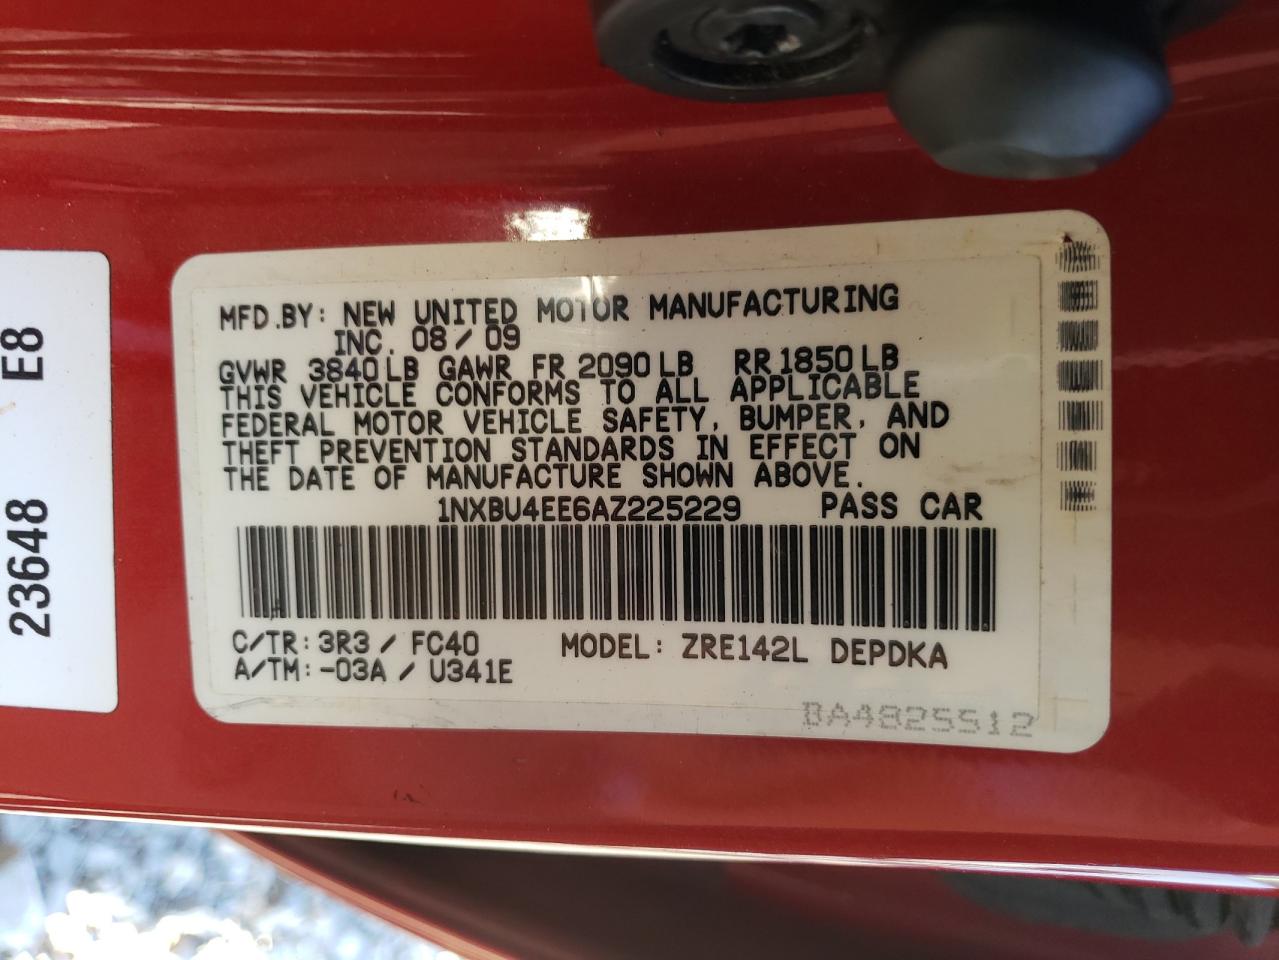 MFD.BY: NEW UNITED MOTOR MANUFACTURING
INC. 08/09
GVWR 3840LB GAWR FR 2090LB RR1850LB
THIS VEHICLE CONFORMS TO ALL APPLICABLE
FEDERAL MOTOR VEHICLE SAFETY, BUMPER, AND
THEFT PREVENTION STANDARDS IN EFFECT ON
THE DATE OF MANUFACTURE SHOWN ABOVE.
1NXBU4EE6AZ225229 PASS CAR
C/TR: 3R3 / FC40 MODEL: ZRE142L DEPDKA
A/TM:-03A / U341E
BA4825512
23648 E8